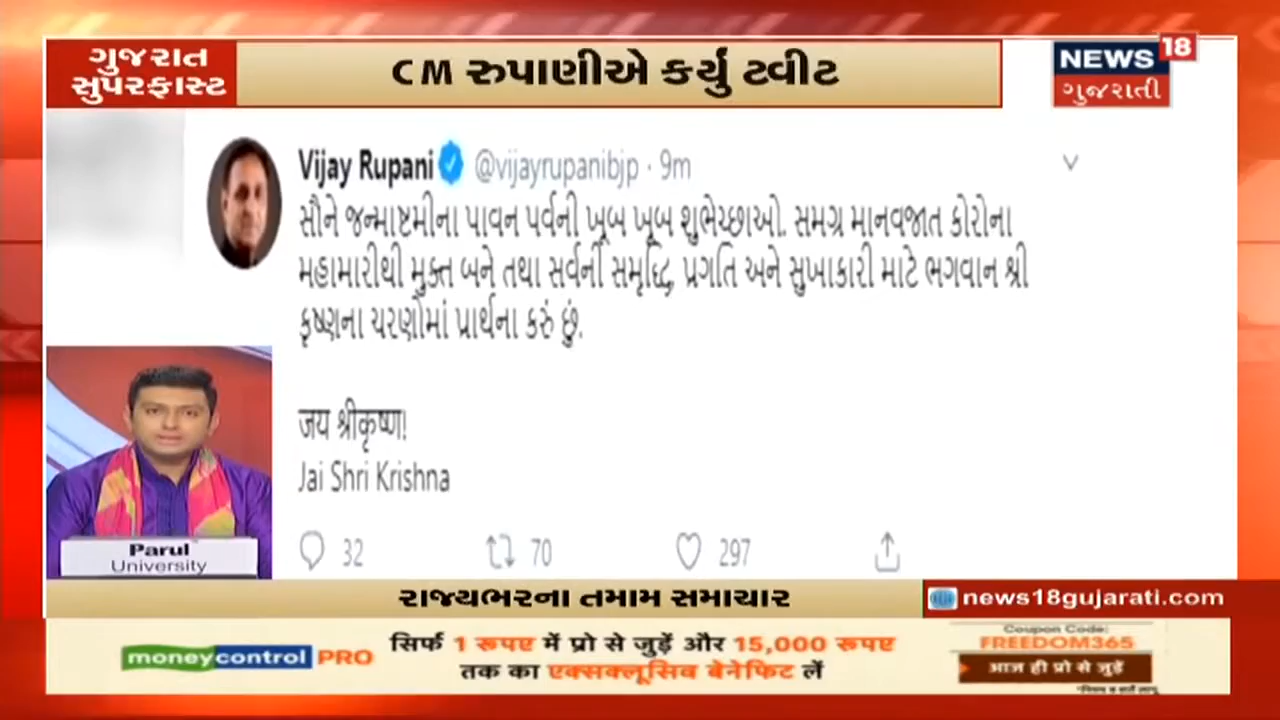 ગુજરાત
સુપરફાસ્ટ
CM રુપાણીએ કર્યું ટ્વીટ
NEWS 18
ગુજરાતી
Vijay Rupani @vijayrupanibjp · 9m
સૌને જન્માષ્ટમીના પાવન પર્વની ખૂબ ખૂબ શુભેચ્છાઓ. સમગ્ર માનવજાત કોરોના
મહામારીથી મુક્ત બને તથા સર્વની સમૃદ્ધિ, પ્રગતિ અને સુખાકારી માટે ભગવાન શ્રી
કૃષ્ણના ચરણોમાં પ્રાર્થના કરું છું.
जय श्रीकृष्ण!
Jai Shri Krishna
32 70 297
Parul
University
રાજ્યભરના તમામ સમાચાર
news18gujarati.com
moneycontrol PRO
सिर्फ 1 रूपए में प्रो से जुड़ें और 15,000 रूपए
तक का एक्सक्लूसिव बेनेफिट लें
Coupon Code:
FREEDOM365
आज ही प्रो से जुड़ें